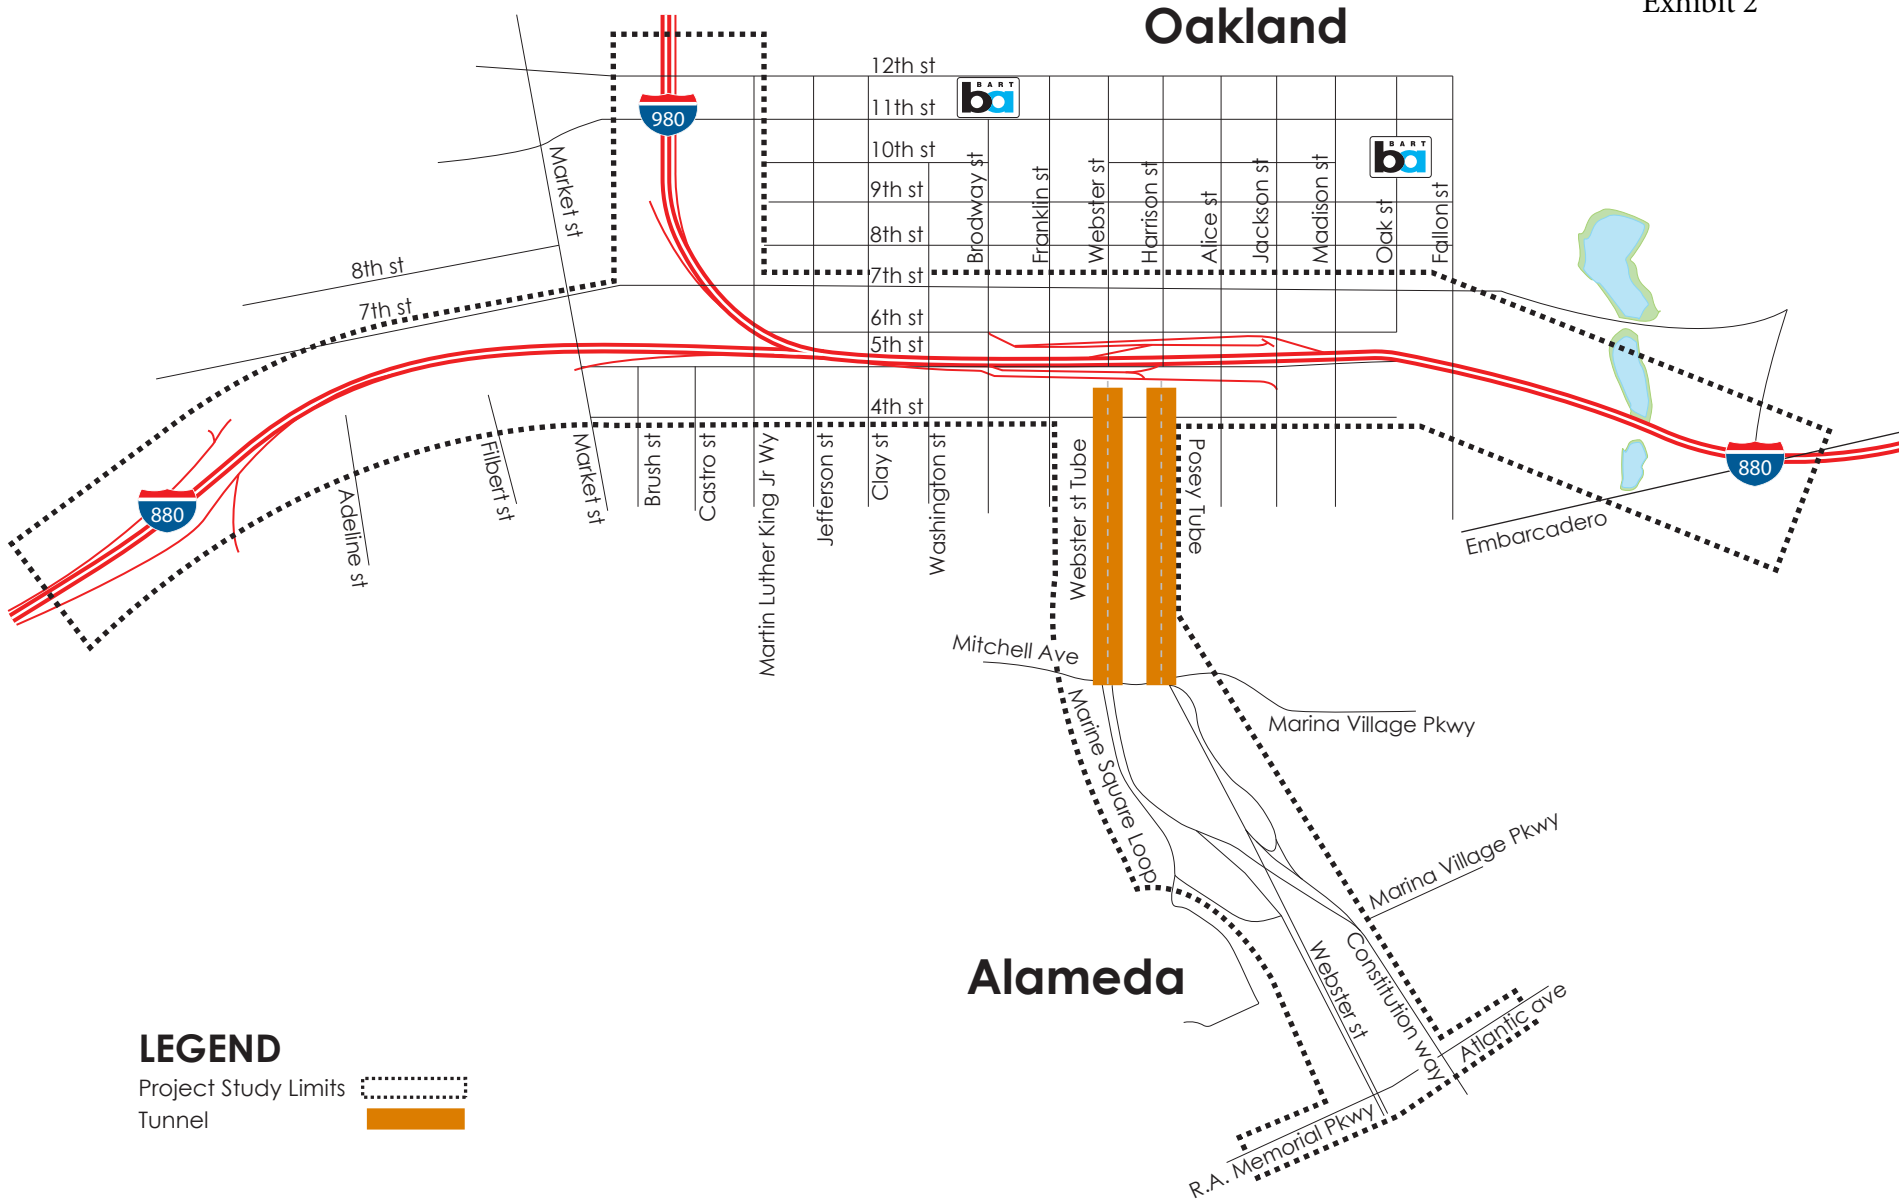 Exhibit 2
Oakland
12th st
BART
ba
980
11th st
10th st
BART
ba
Market st
9th st
Brodway st
Franklin st
Webster st
Harrison st
Alice st
Jackson st
Madison st
Oak st
Fallon st
8th st
8th st
7th st
7th st
6th st
5th st
4th st
880
880
Adeline st
Filbert st
Market st
Brush st
Castro st
Martin Luther King Jr Wy
Jefferson st
Clay st
Washington st
Webster st Tube
Posey Tube
Embarcadero
Mitchell Ave
Marine Square Loop
Marina Village Pkwy
Marina Village Pkwy
Alameda
Webster st
Constitution way
Atlantic ave
R.A. Memorial Pkwy
LEGEND
Project Study Limits
Tunnel